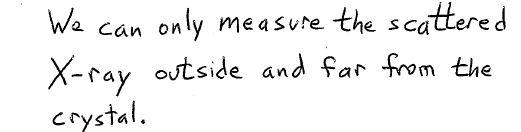 We can only measure the scattered
X-ray outside and far from the
crystal.